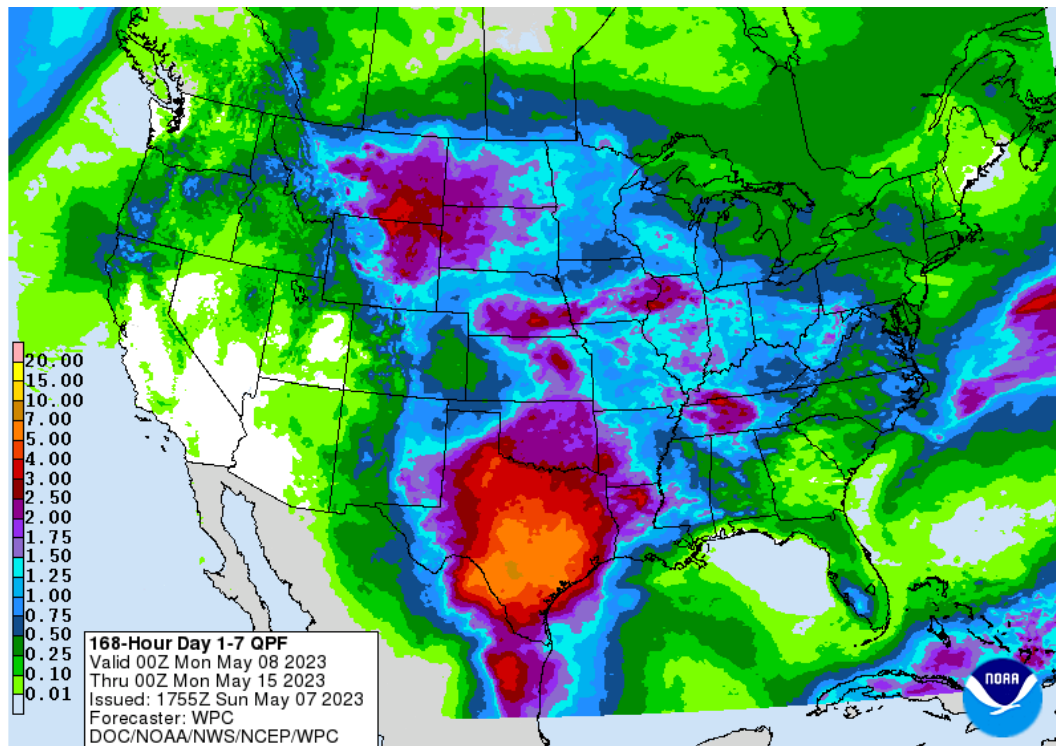 20.00
15.00
10.00
7.00
5.00
4.00
3.00
2.50
2.00
1.75
1.50
1.25
1.00
0.75
0.50
0.25
0.10
0.01
168-Hour Day 1-7 QPF
Valid 00Z Mon May 08 2023
Thru 00Z Mon May 15 2023
Issued: 1755Z Sun May 07 2023
Forecaster: WPC
DOC/NOAA/NWS/NCEP/WPC
NOAA